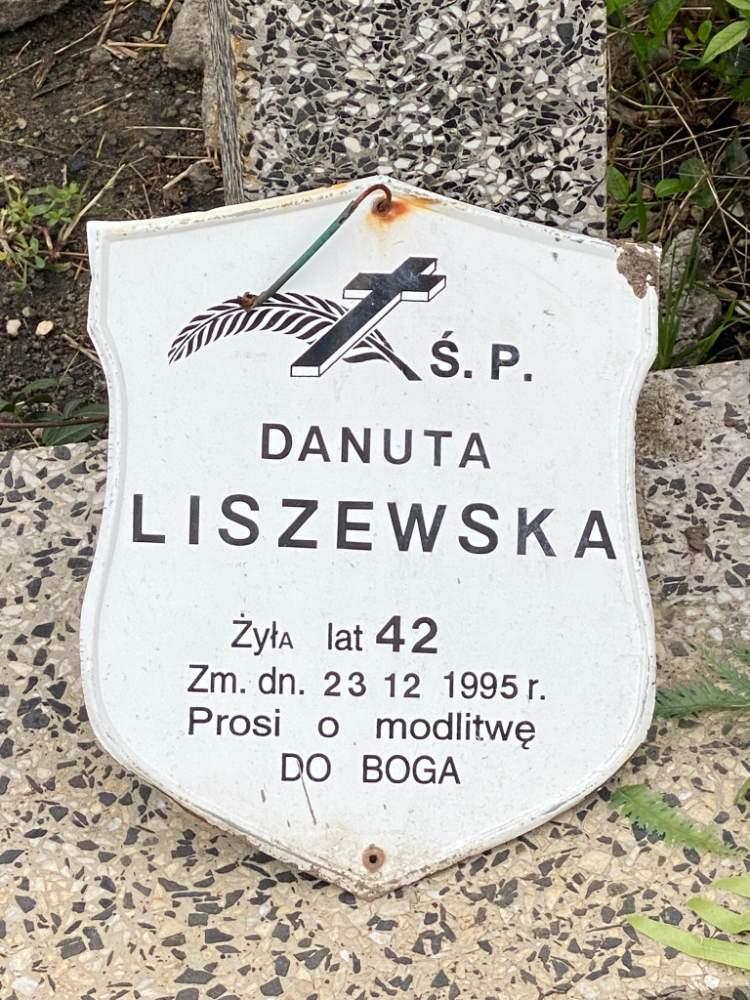 Ś. P.
DANUTA
LISZEWSKA
ŻyłA lat 42
Zm. dn. 23 12 1995 r.
Prosi o modlitwę
DO BOGA